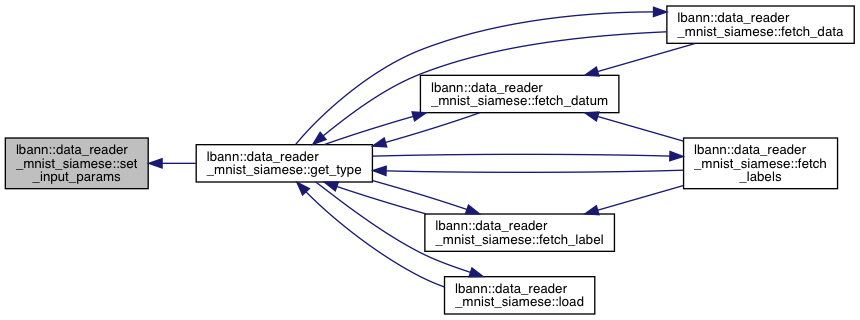 lbann::data_reader
_mnist_siamese::set
_input_params
lbann::data_reader
_mnist_siamese::get_type
lbann::data_reader
_mnist_siamese::fetch_data
lbann::data_reader
_mnist_siamese::fetch_datum
lbann::data_reader
_mnist_siamese::fetch
_labels
lbann::data_reader
_mnist_siamese::fetch_label
lbann::data_reader
_mnist_siamese::load